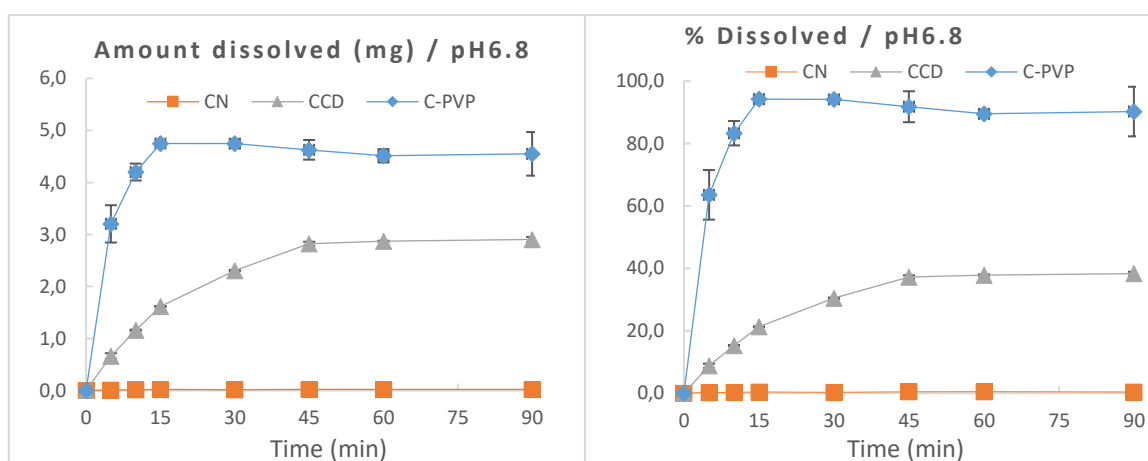 Amount dissolved (mg) / pH6.8
CN CCD C-PVP
6,0
5,0
4,0
3,0
2,0
1,0
0,0
0 15 30 45 60 75 90
Time (min)
% Dissolved / pH6.8
CN CCD C-PVP
100,0
80,0
60,0
40,0
20,0
0,0
0 15 30 45 60 75 90
Time (min)